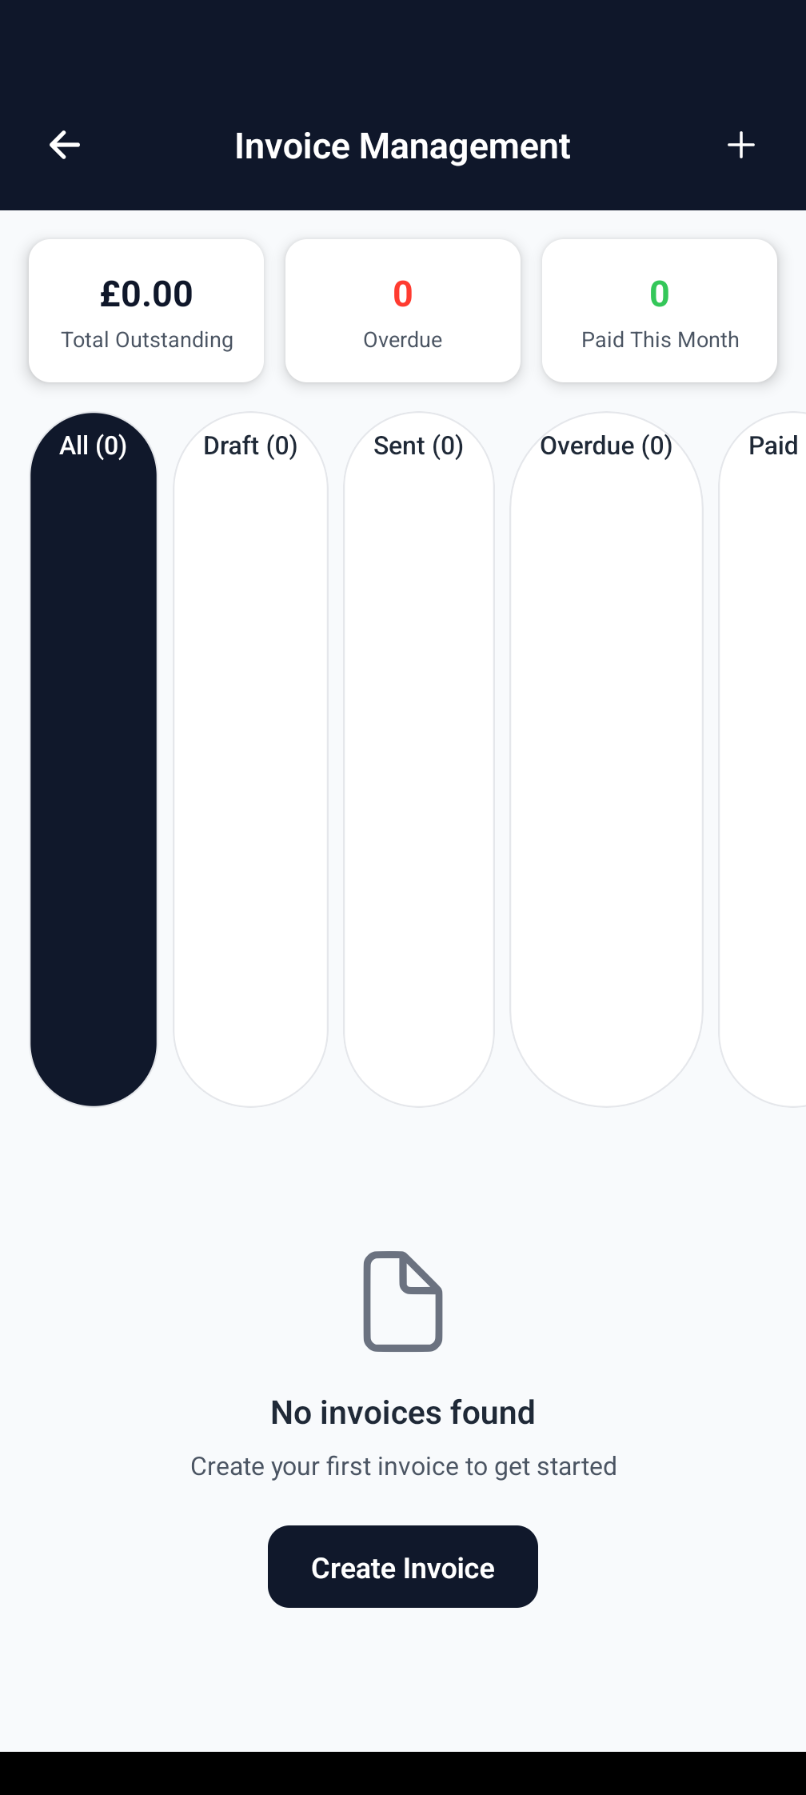 Invoice Management
£0.00
Total Outstanding
0
Overdue
0
Paid This Month
All (0)
Draft (0)
Sent (0)
Overdue (0)
Paid
No invoices found
Create your first invoice to get started
Create Invoice